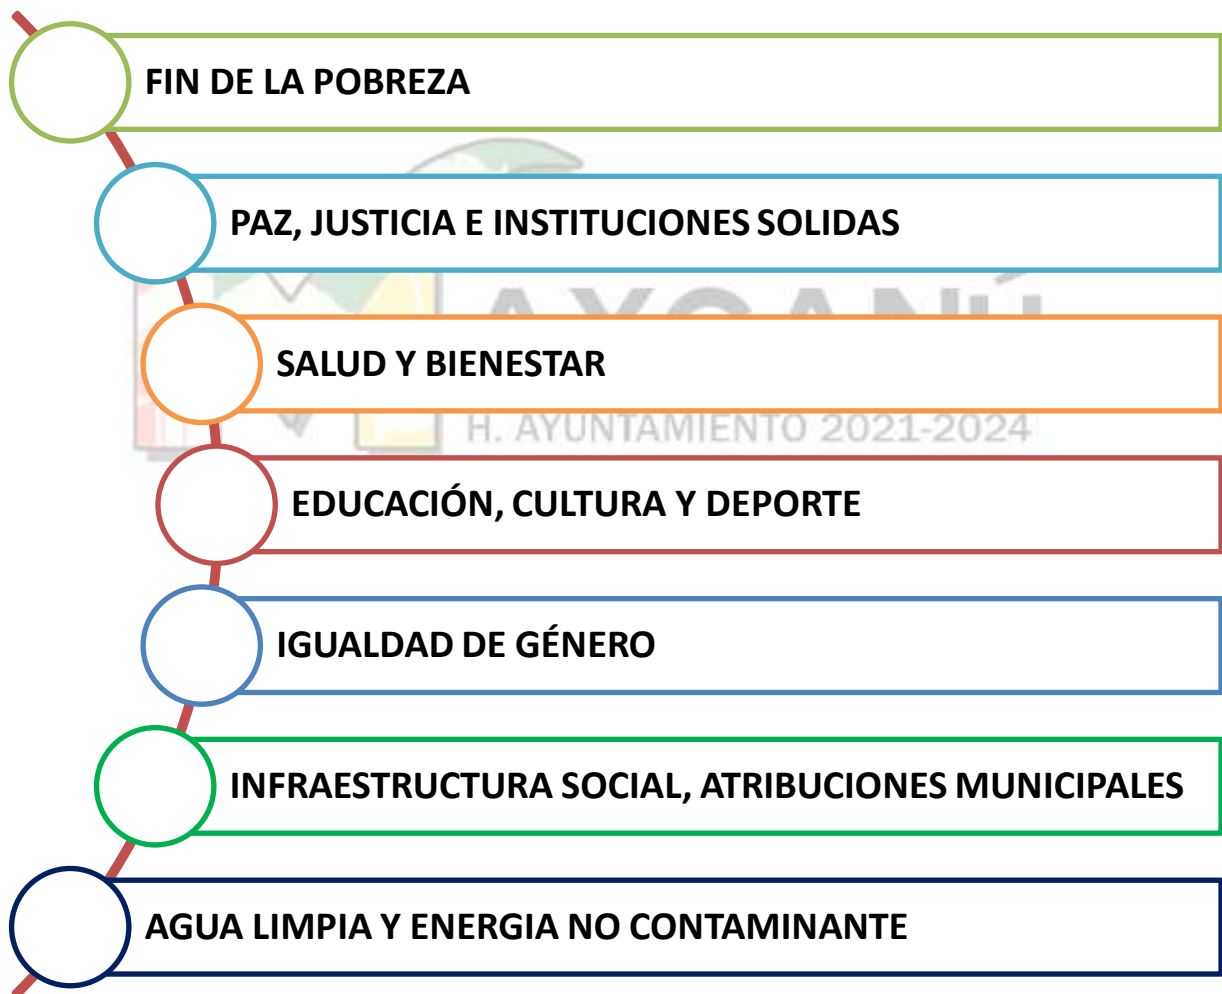 FIN DE LA POBREZA
PAZ, JUSTICIA E INSTITUCIONES SOLIDAS
SALUD Y BIENESTAR
H. AYUNTAMIENTO 2021-2024
EDUCACIÓN, CULTURA Y DEPORTE
IGUALDAD DE GÉNERO
INFRAESTRUCTURA SOCIAL, ATRIBUCIONES MUNICIPALES
AGUA LIMPIA Y ENERGIA NO CONTAMINANTE